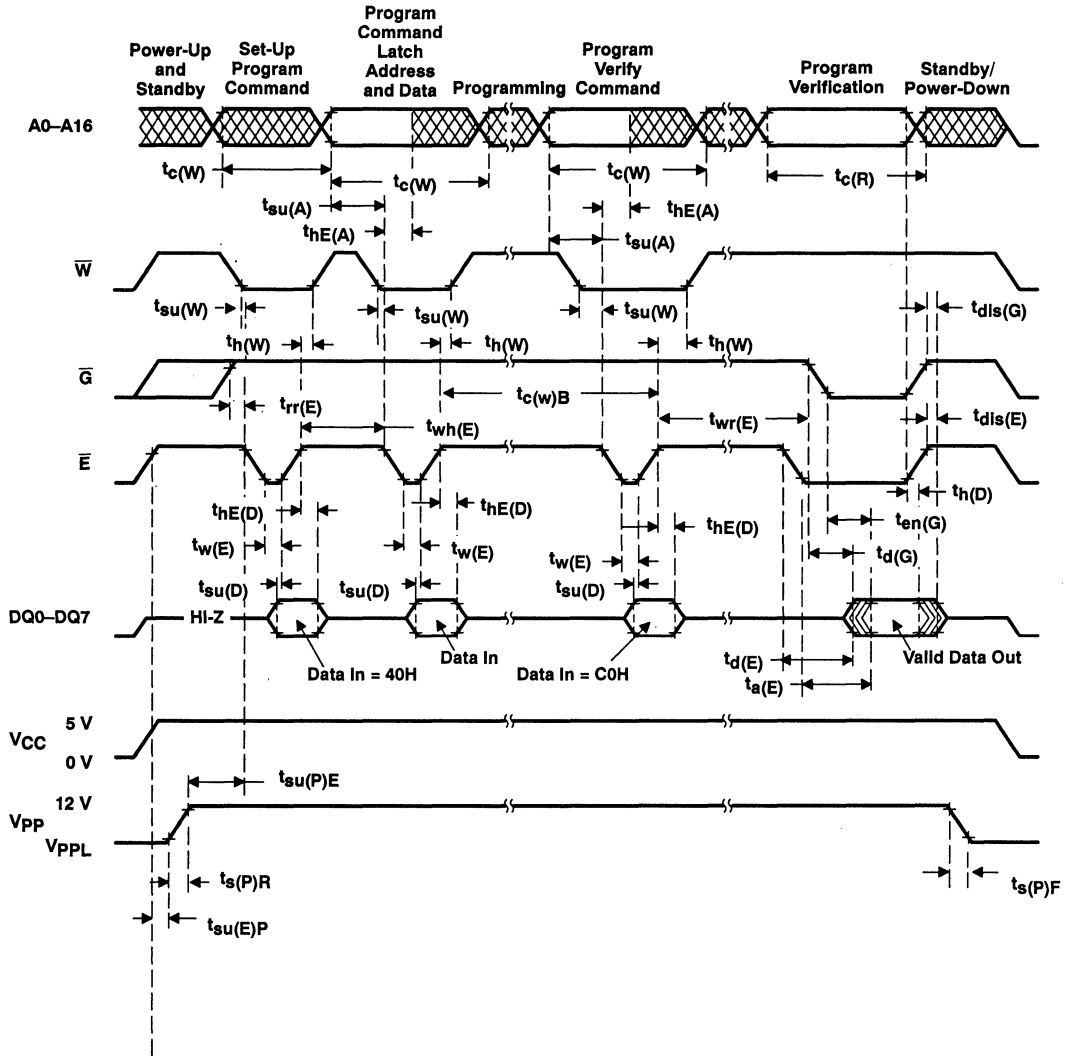 Power-Up
and
Standby
Set-Up
Program
Command
Program
Command
Latch
Address
and Data
Programming
Program
Verify
Command
Program
Verification
Standby/
Power-Down
A0–A16
tc(W)
tc(W)
tc(W)
tc(R)
tsu(A)
thE(A)
thE(A)
tsu(A)
W
tsu(W)
tsu(W)
tsu(W)
tdis(G)
th(W)
th(W)
th(W)
G
trr(E)
tc(w)B
twr(E)
tdis(E)
twh(E)
E
thE(D)
thE(D)
thE(D)
th(D)
ten(G)
tw(E)
tw(E)
tw(E)
td(G)
tsu(D)
tsu(D)
tsu(D)
DQ0–DQ7
HI-Z
Data In = 40H
Data In
Data In = C0H
Valid Data Out
td(E)
ta(E)
5 V
VCC
0 V
tsu(P)E
12 V
VPP
VPPL
ts(P)R
ts(P)F
tsu(E)P